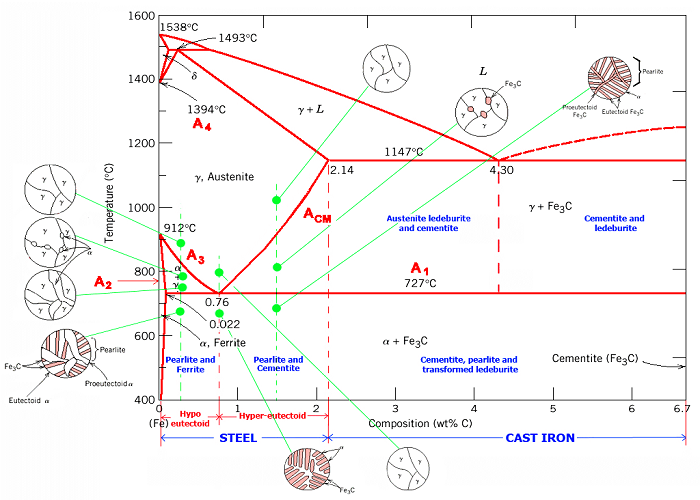 1600
1538°C
1493°C
L
Fe₃C
Pearlite
α
Proeutectoid
Fe₃C
Eutectoid Fe₃C
δ
1400
1394°C
A4
γ+L
γ γ
γ
γ γ
γ γ
1200
1147°C
2.14
4.30
γ, Austenite
Temperature (°C)
1000
ACM
Austenite ledeburite
and cementite
γ + Fe₃C
Cementite and
ledeburite
γ γ
γ γ
γ γ
γ γ
α
γ γ
γ γ
912°C
A3
α
+
γ
A2
800
A1
727°C
0.76
0.022
600
α, Ferrite
α + Fe₃C
Pearlite and
Ferrite
Pearlite and
Cementite
Cementite, pearlite and
transformed ledeburite
Cementite (Fe₃C)
Pearlite
Fe₃C
Proeutectoid α
Eutectoid α
400
0
1
2
3
4
5
6
6.7
(Fe)
Hypo
eutectoid
Hyper-eutectoid
Composition (wt% C)
STEEL
CAST IRON
α
Fe₃C
γ γ
γ γ